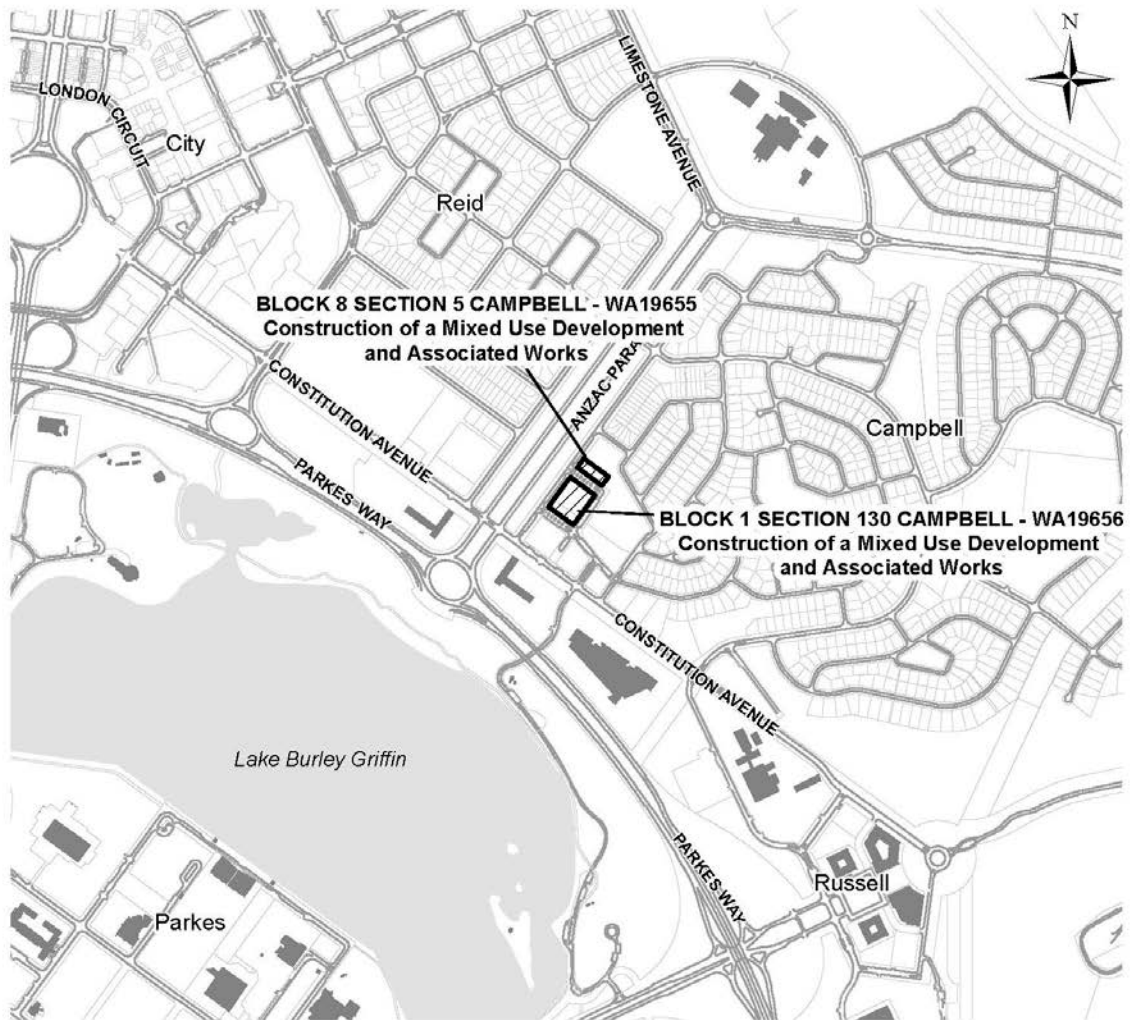 N
LIMESTONE AVENUE
LONDON CIRCUIT
City
Reid
BLOCK 8 SECTION 5 CAMPBELL - WA19655
Construction of a Mixed Use Development
and Associated Works
ANZAC PARA
CONSTITUTION AVENUE
Campbell
PARKES WAY
BLOCK 1 SECTION 130 CAMPBELL - WA19656
Construction of a Mixed Use Development
and Associated Works
CONSTITUTION AVENUE
Lake Burley Griffin
PARKES WAY
Russell
Parkes